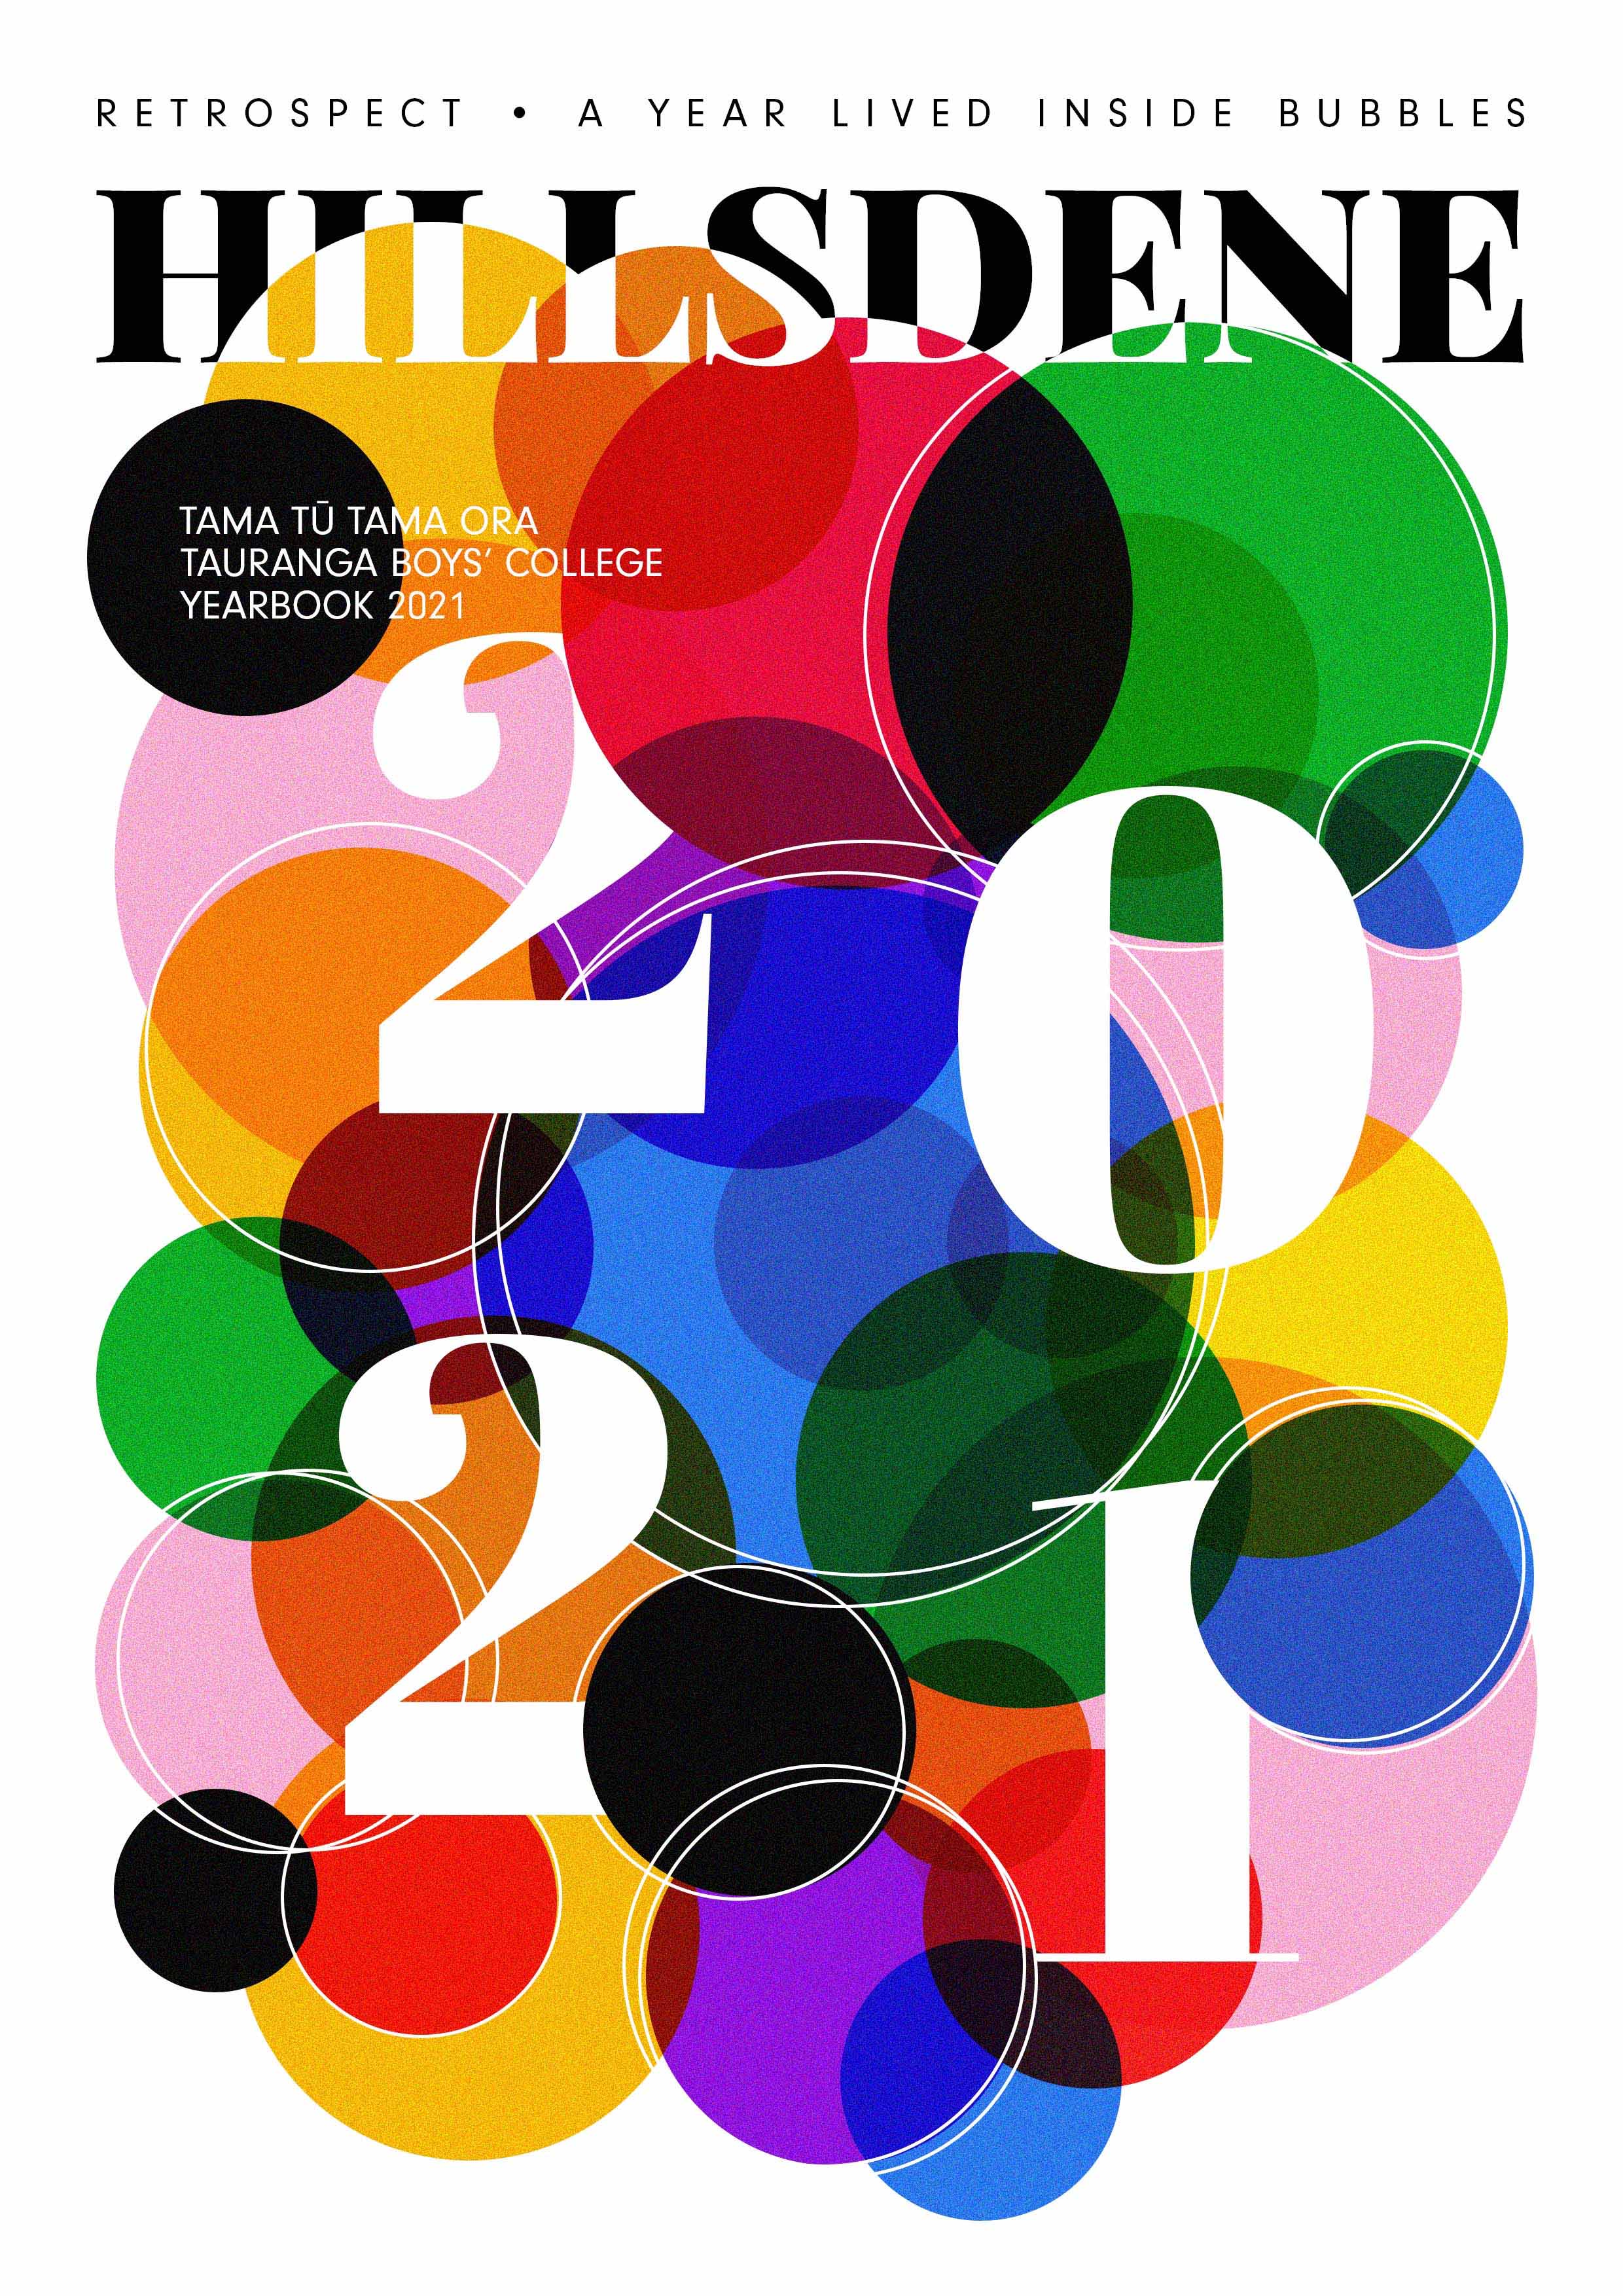 RETROSPECT • A YEAR LIVED INSIDE BUBBLES
HILLSDENE
TAMA TŪ TAMA ORA
TAURANGA BOYS‘ COLLEGE
YEARBOOK 2021
20
21